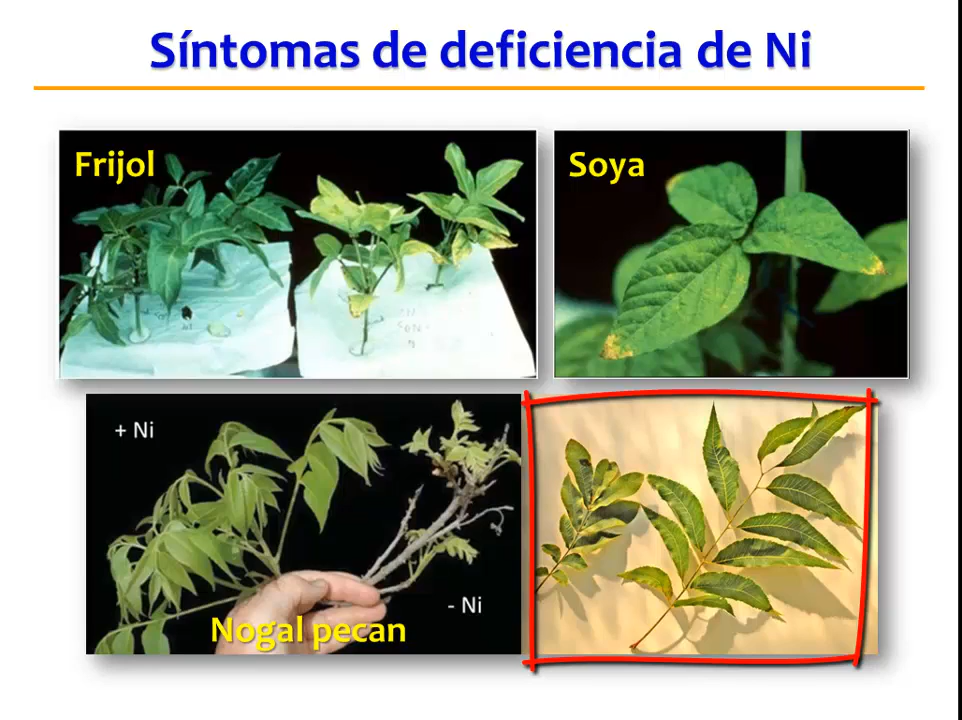 Síntomas de deficiencia de Ni
Frijol
Soya
+ Ni
- Ni
Nogal pecan